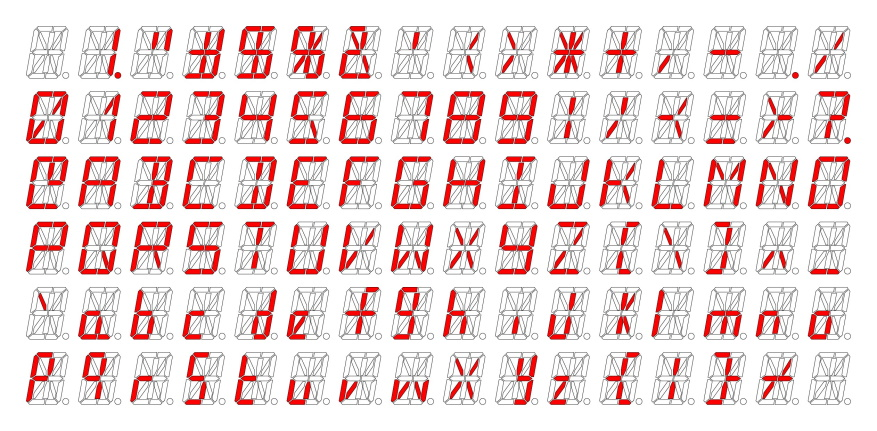 ! " # $ % & ' ( ) * + , - . /
0 1 2 3 4 5 6 7 8 9 : ; < = > ?
@ A B C D E F G H I J K L M N O
P Q R S T U V W X Y Z [ \ ] ^ _
` a b c d e f g h i j k l m n o
p q r s t u v w x y z { | } ~